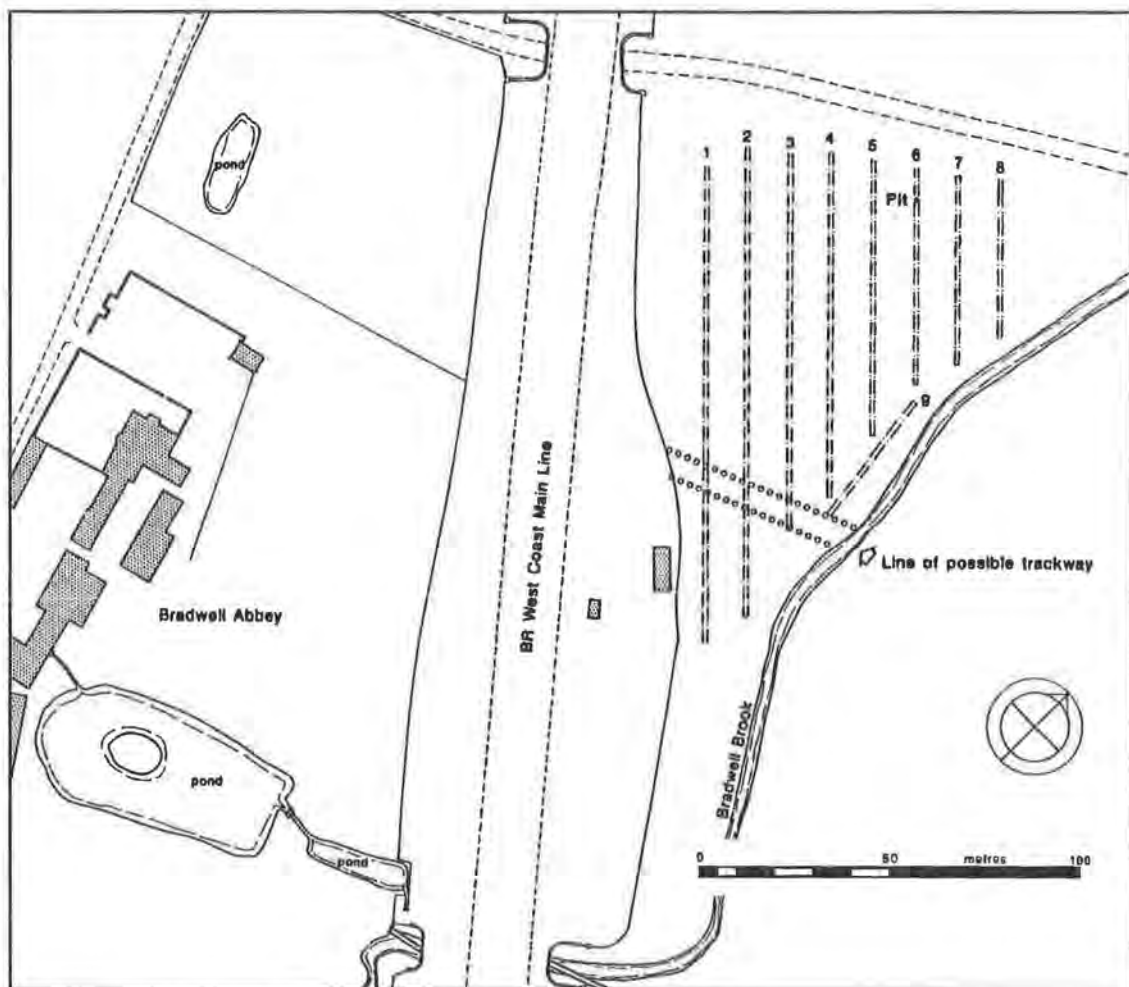 pond
1
2
3
4
5
6
7
8
Pit
9
BR West Coast Main Line
Line of possible trackway
Bradwell Abbey
Bradwell Brook
pond
pond
0 50 metres 100